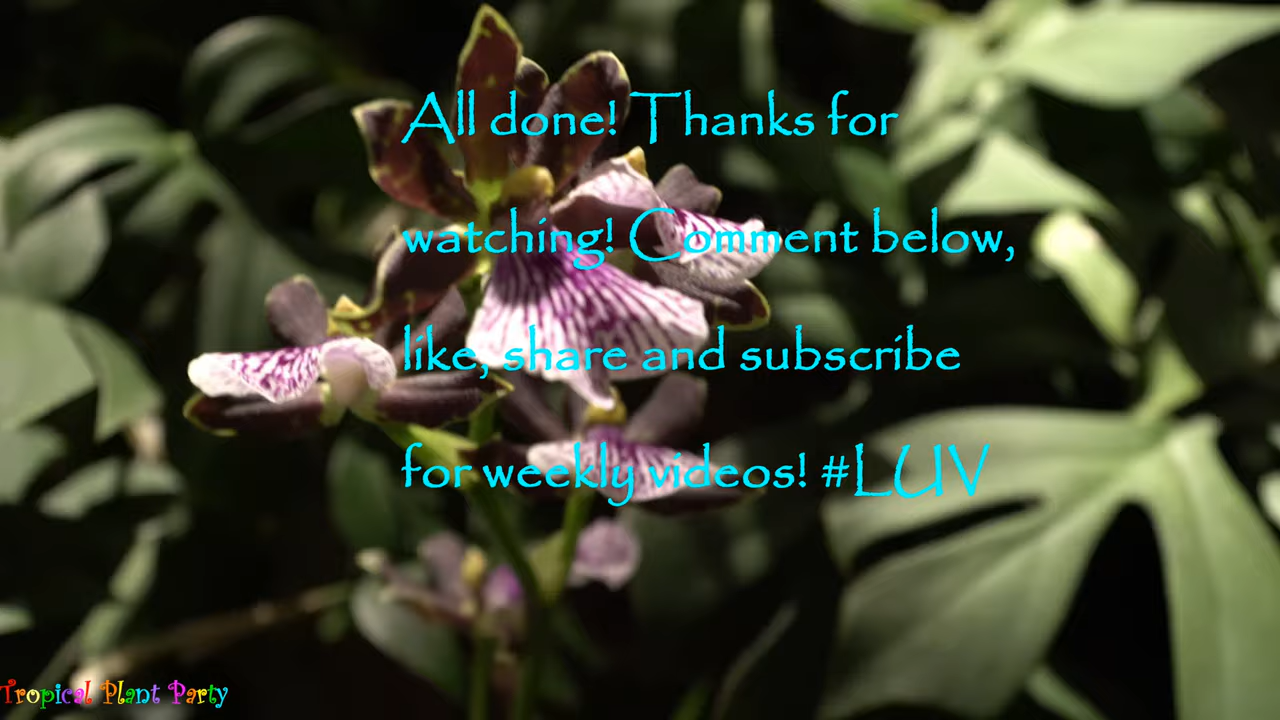 All done! Thanks for
watching! Comment below,
like, share and subscribe
for weekly videos! #LUV
Tropical Plant Party